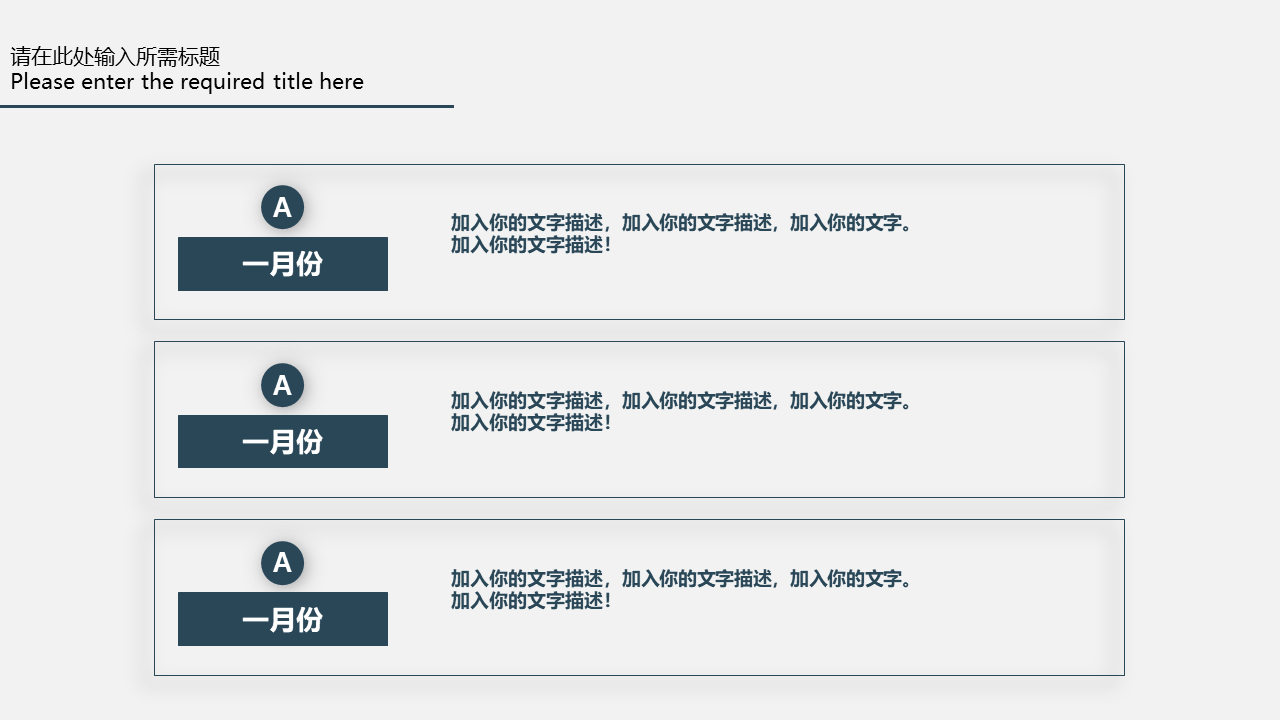 请在此处输入所需标题
Please enter the required title here
A
一月份
加入你的文字描述，加入你的文字描述，加入你的文字。
加入你的文字描述！
A
一月份
加入你的文字描述，加入你的文字描述，加入你的文字。
加入你的文字描述！
A
一月份
加入你的文字描述，加入你的文字描述，加入你的文字。
加入你的文字描述！